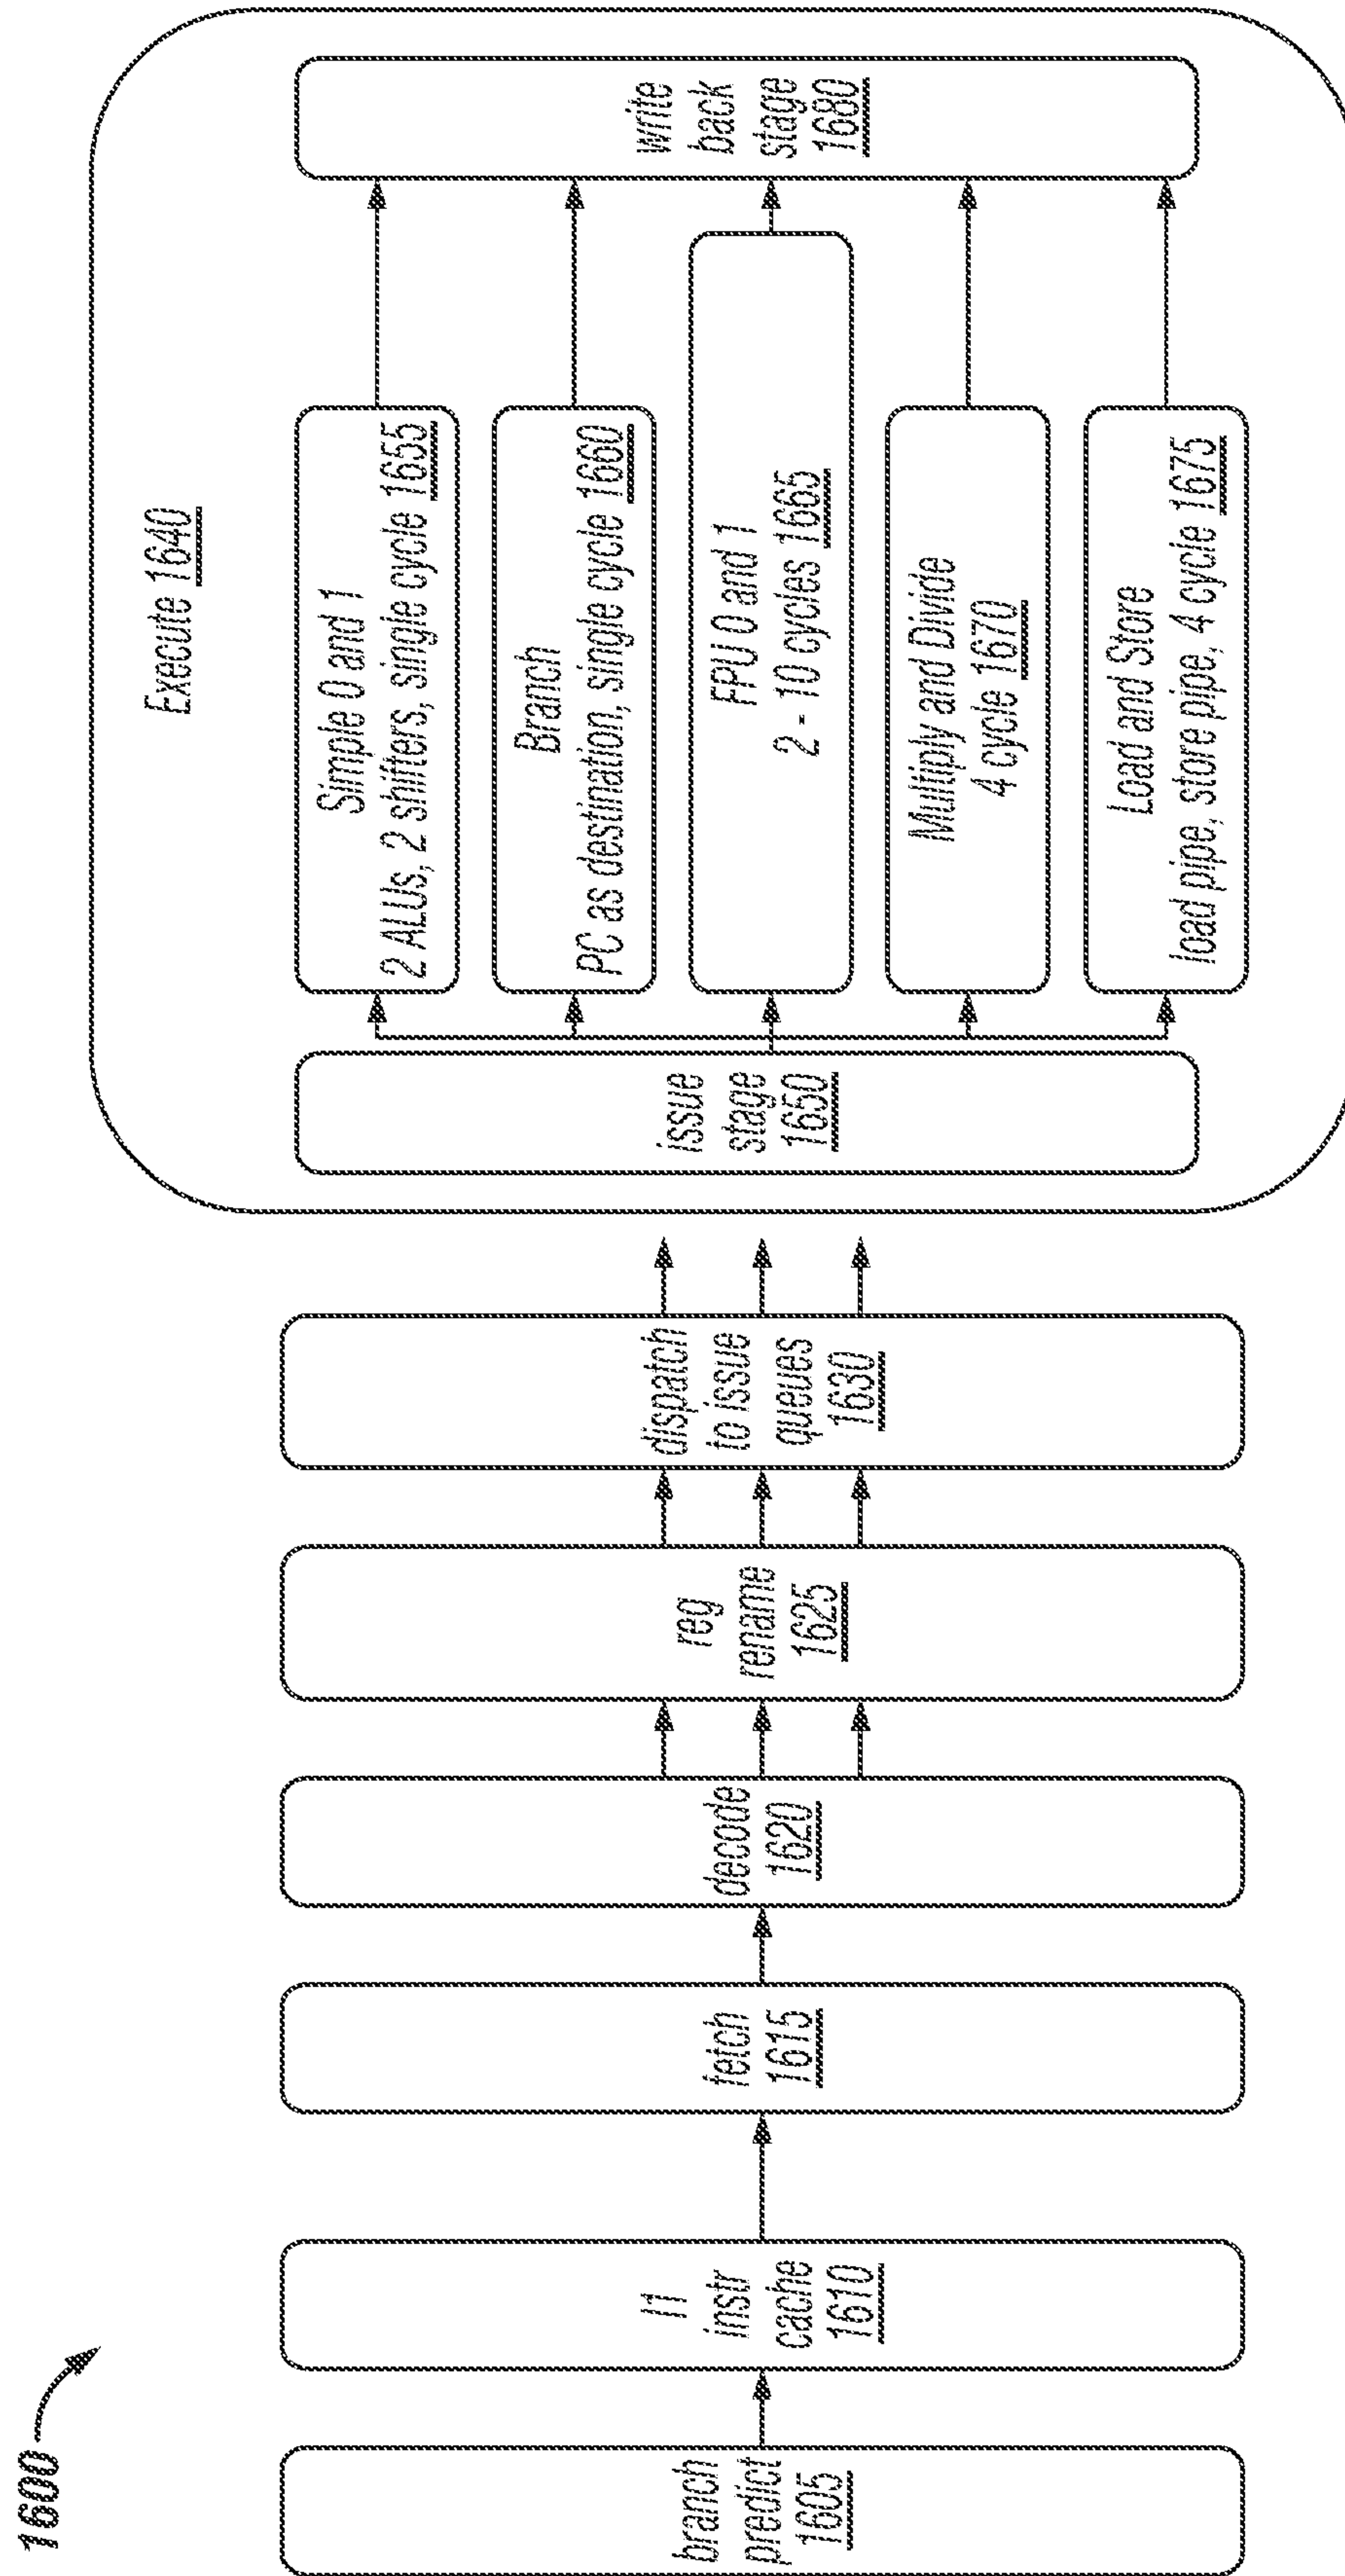 1600
branch
predict
1605
I1
instr
cache
1610
fetch
1615
decode
1620
reg
rename
1625
dispatch
to issue
queues
1630
Execute 1640
issue
stage
1650
Simple 0 and 1
2 ALUs, 2 shifters, single cycle 1655
Branch
PC as destination, single cycle 1660
FPU 0 and 1
2 - 10 cycles 1665
Multiply and Divide
4 cycle 1670
Load and Store
load pipe, store pipe, 4 cycle 1675
write
back
stage
1680